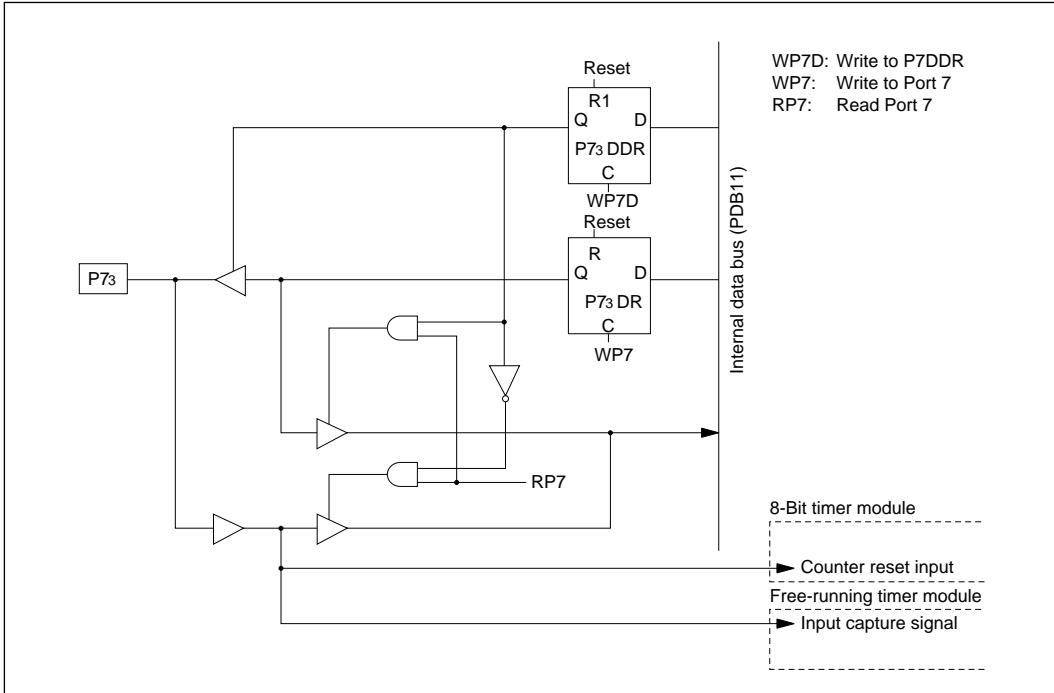 WP7D: Write to P7DDR
WP7: Write to Port 7
RP7: Read Port 7
Reset
R1
Q D
P73 DDR
C
WP7D
Reset
R
Q D
P73 DR
C
WP7
P73
Internal data bus (PDB11)
RP7
8-Bit timer module
Counter reset input
Free-running timer module
Input capture signal